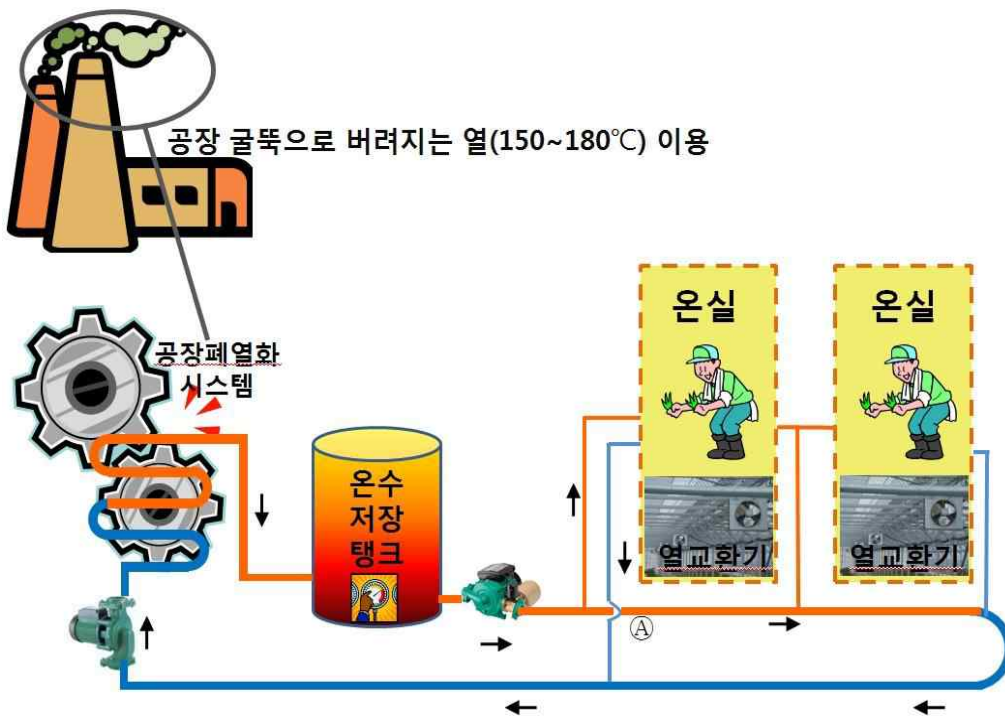 공장 굴뚝으로 버려지는 열(150~180℃) 이용
온실
온실
공장폐열화
시스템
온수
저장
탱크
열교환기
열교환기
Ⓐ